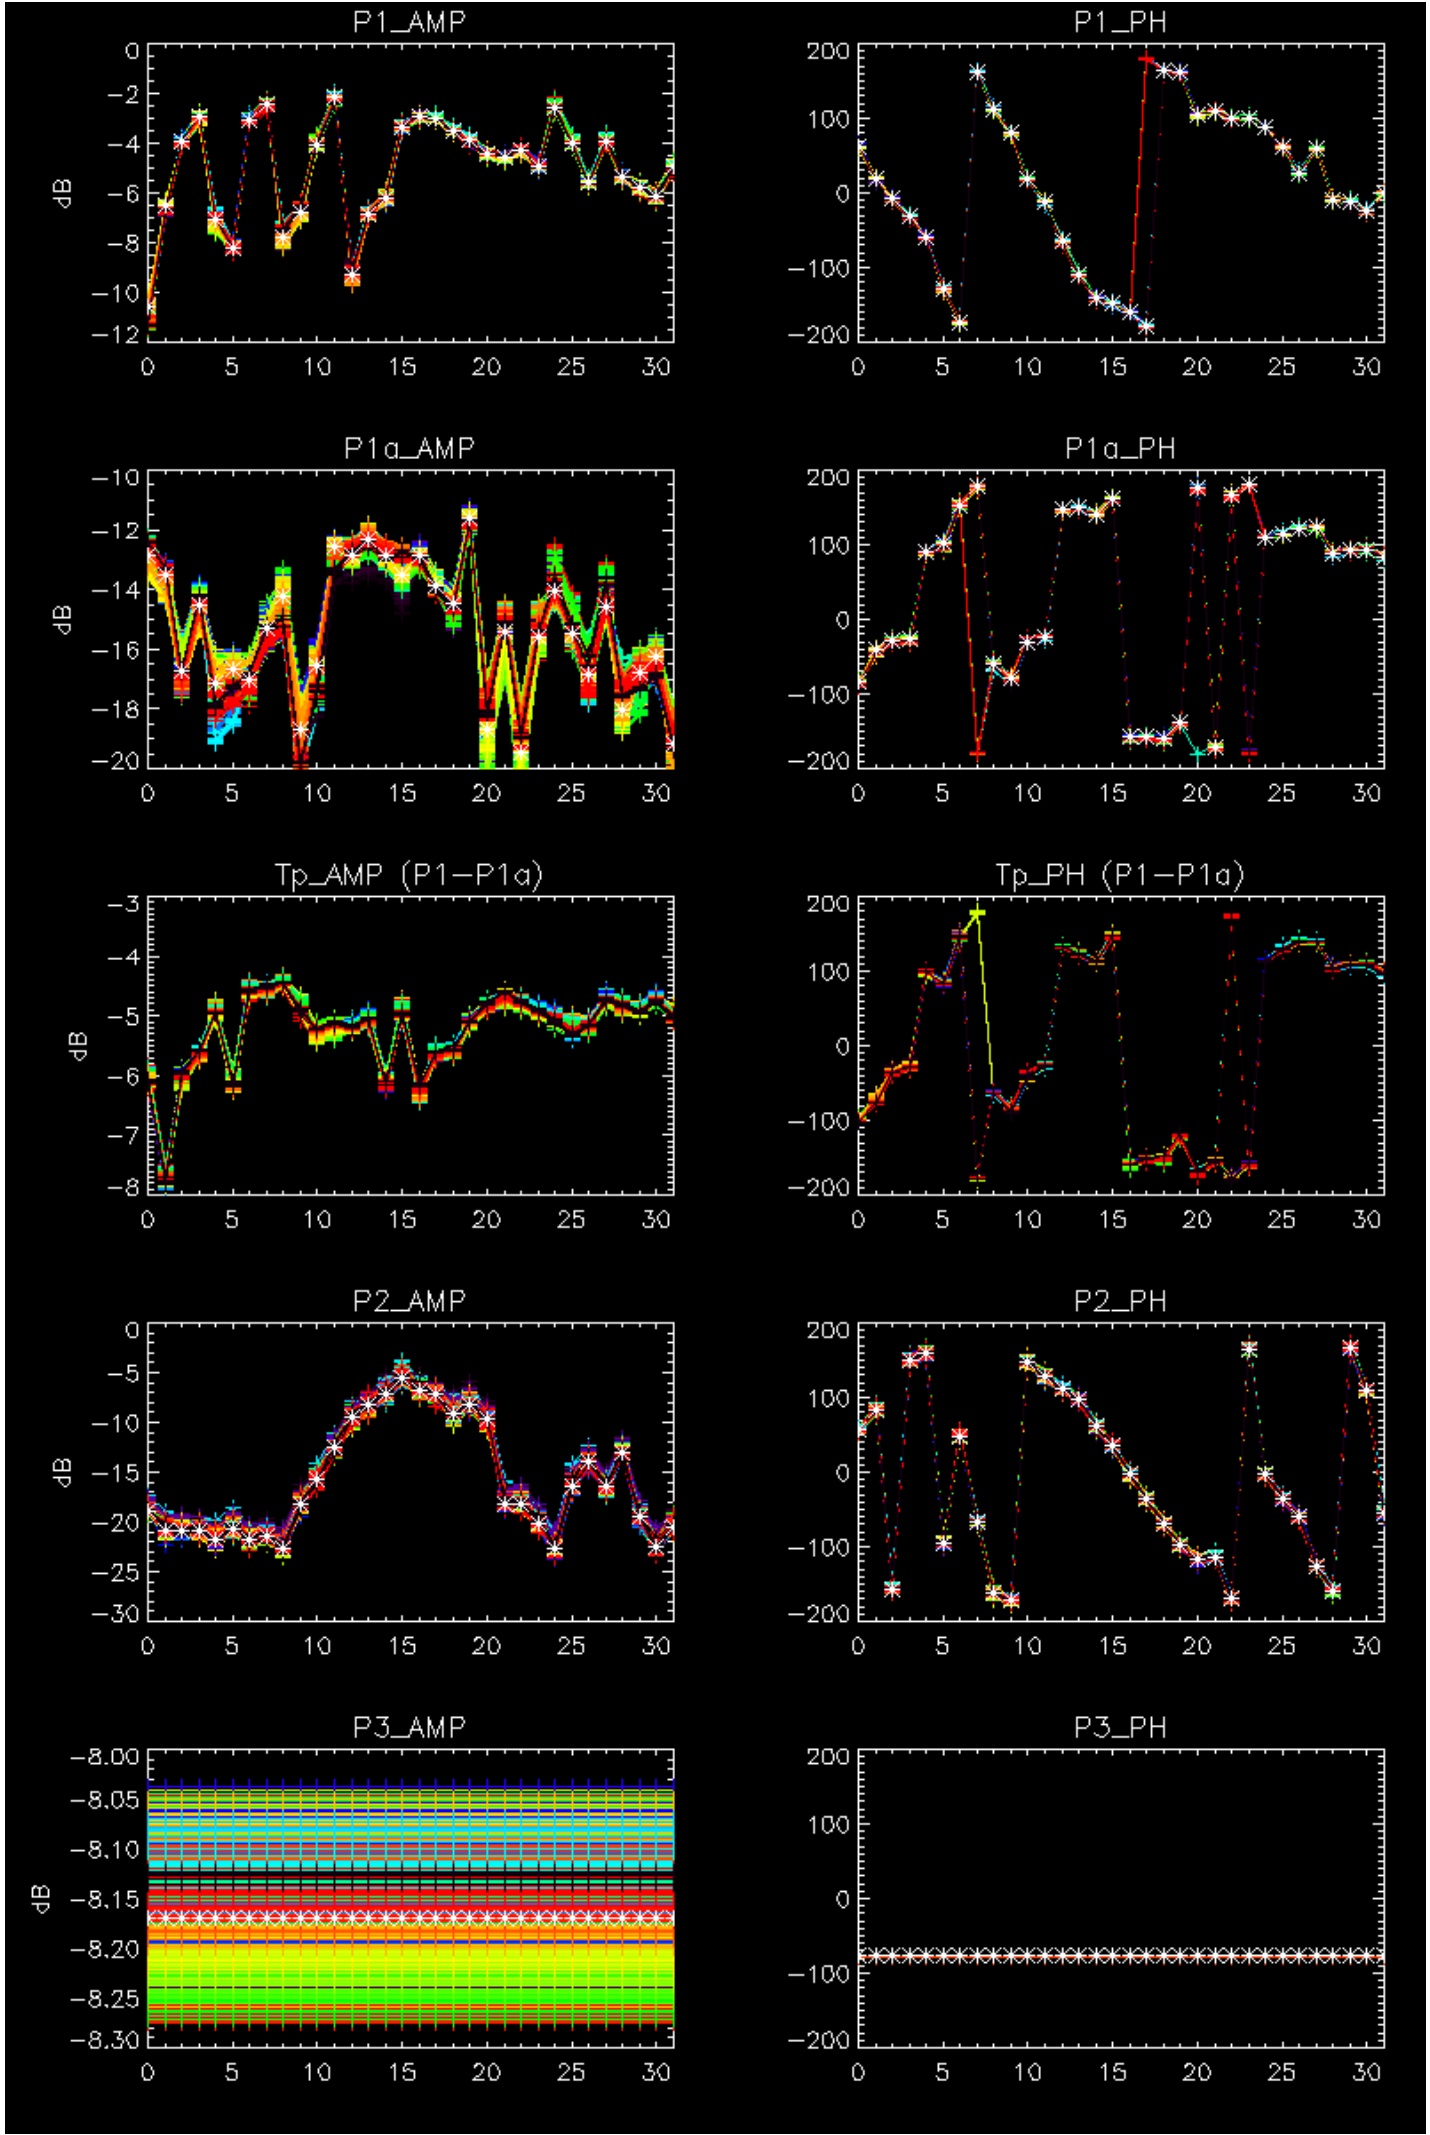 P1_AMP P1_PH
0 200
−2 100
−4 0
−6 −100
−8 −200
−10
−12
dB
0 5 10 15 20 25 30 0 5 10 15 20 25 30
P1a_AMP P1a_PH
−10 200
−12 100
−14 0
−16 −100
−18 −200
−20
dB
0 5 10 15 20 25 30 0 5 10 15 20 25 30
Tp_AMP (P1−P1a) Tp_PH (P1−P1a)
−3 200
−4 100
−5 0
−6 −100
−7 −200
−8
dB
0 5 10 15 20 25 30 0 5 10 15 20 25 30
P2_AMP P2_PH
0 200
−5 100
−10 0
−15 −100
−20 −200
−25
−30
dB
0 5 10 15 20 25 30 0 5 10 15 20 25 30
P3_AMP P3_PH
−8.00 200
−8.05 100
−8.10 0
−8.15 −100
−8.20 −200
−8.25
−8.30
dB
0 5 10 15 20 25 30 0 5 10 15 20 25 30